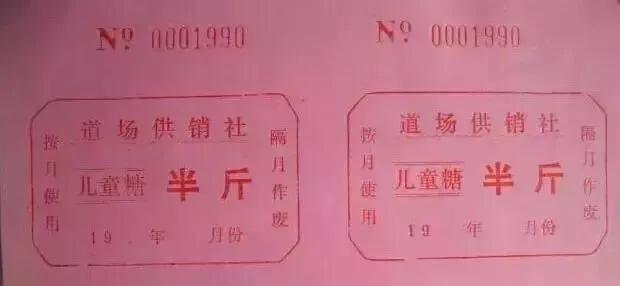 № 0001990
道场供销社
按月使用
儿童糖 半斤
隔月作废
19 年 月份
№ 0001990
道场供销社
按月使用
儿童糖 半斤
隔月作废
19 年 月份